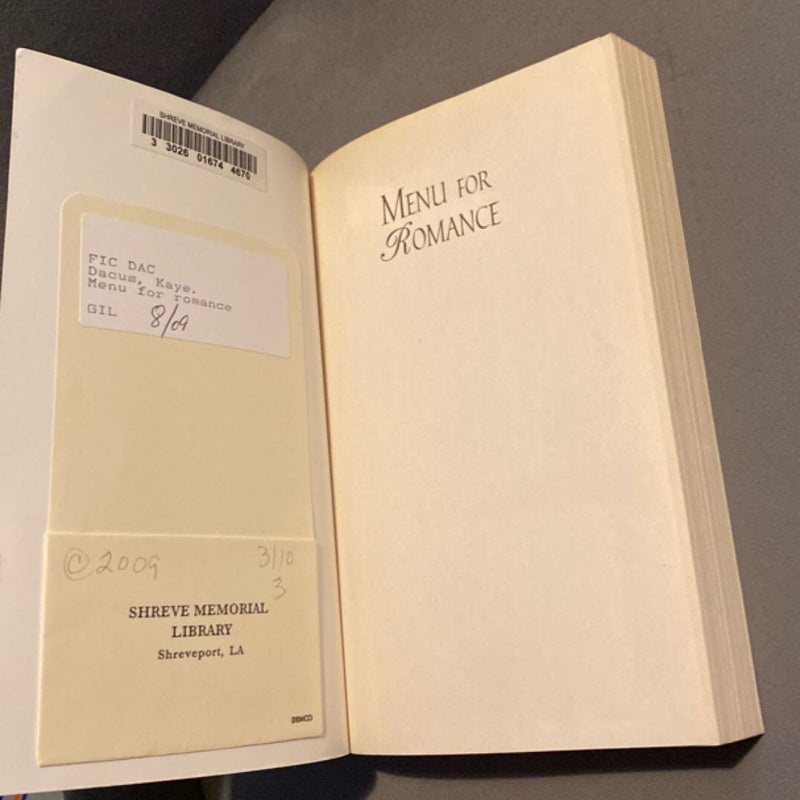 SHREVE MEMORIAL LIBRARY
3 3026 01674 4670
FIC DAC
Dacus, Kaye.
Menu for romance
GIL 8/09
©2009 3/10
3
SHREVE MEMORIAL
LIBRARY
Shreveport, LA
DEMCO
MENU FOR
ROMANCE